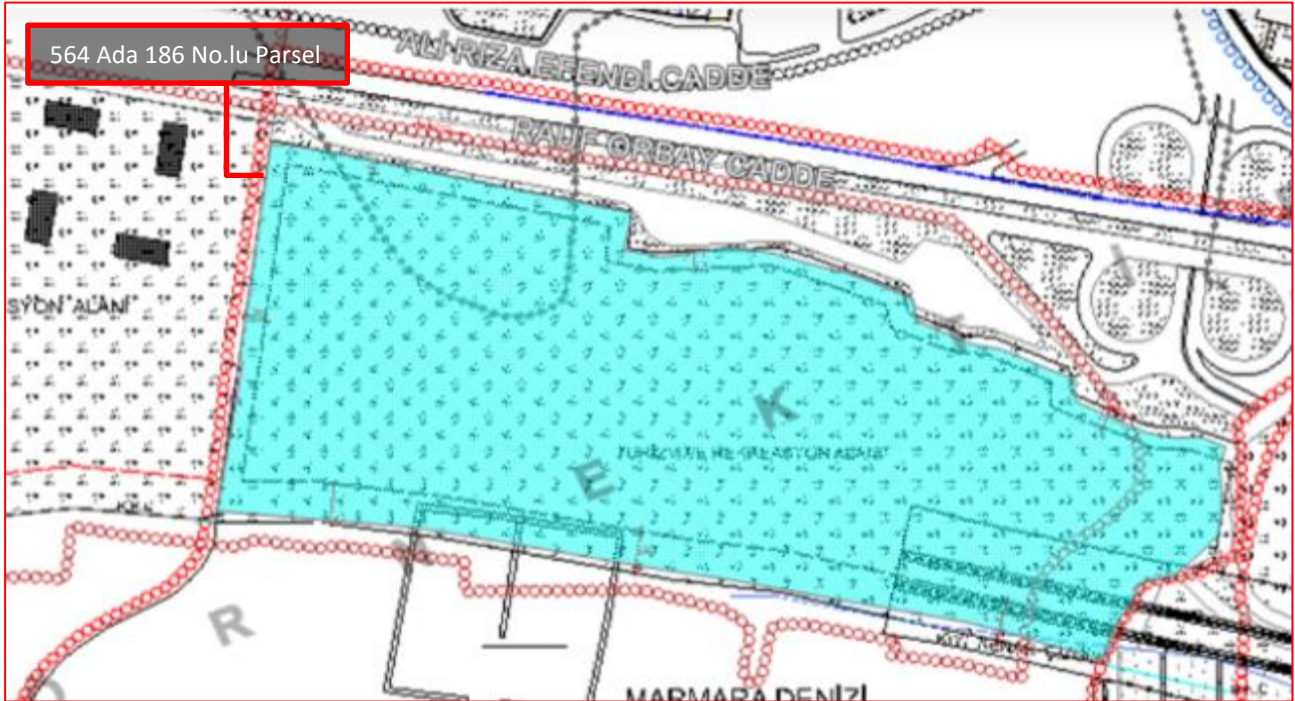 564 Ada 186 No.lu Parsel
ALİ RIZA EFENDİ CADDE
RAUF ORBAY CADDE
SYON ALANI
İ
Y
K
E
R
MARMARA DENİZİ